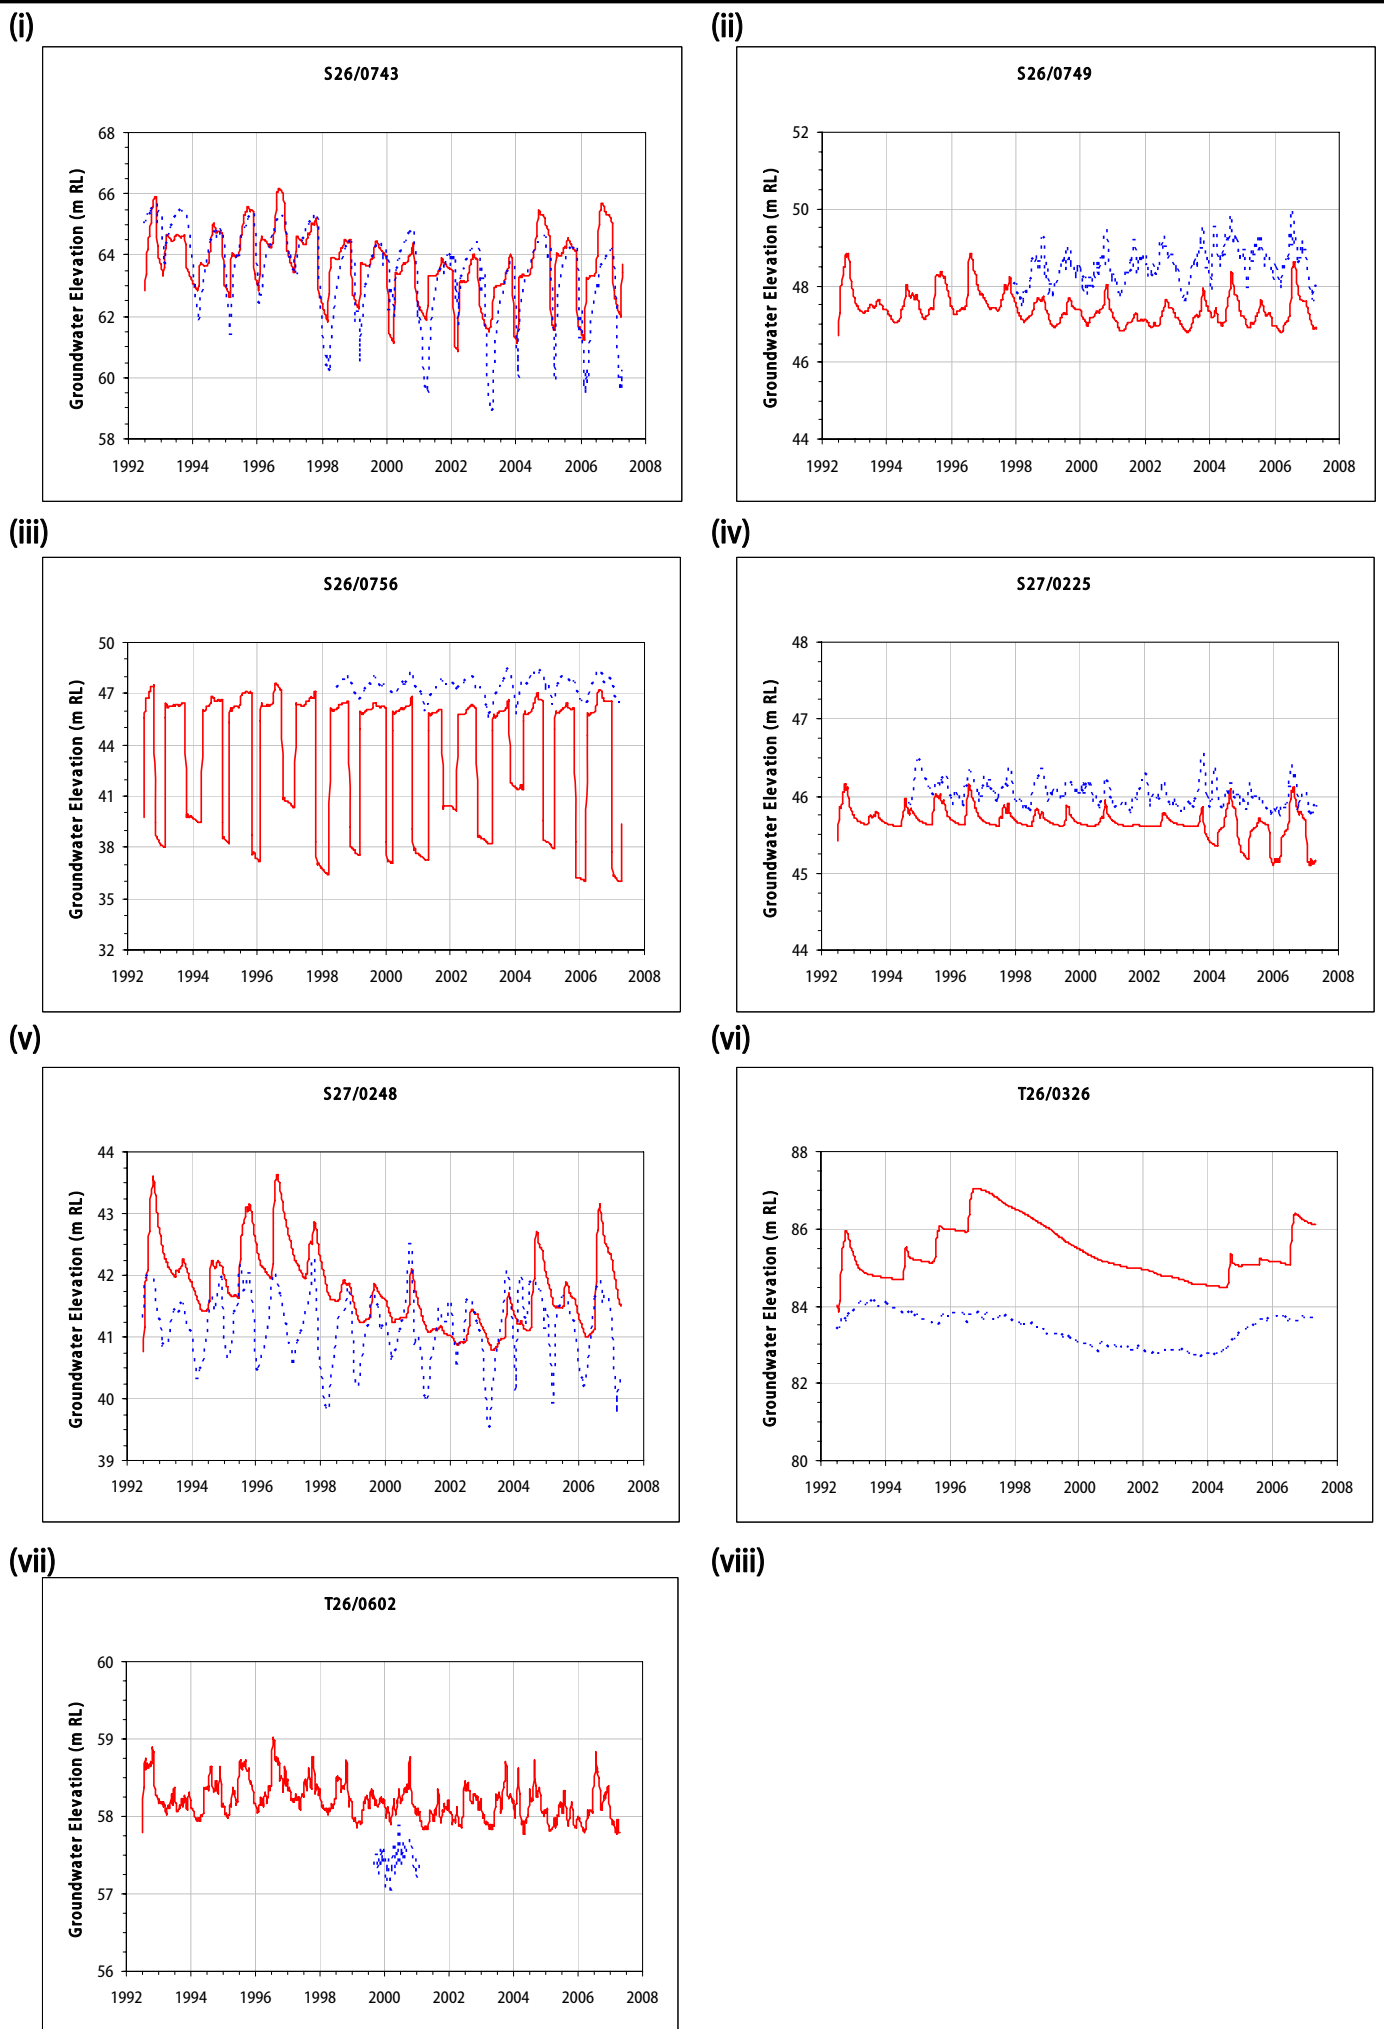 (i)
(ii)
S26/0743
Groundwater Elevation (m RL)
68
66
64
62
60
58
1992 1994 1996 1998 2000 2002 2004 2006 2008
S26/0749
Groundwater Elevation (m RL)
52
50
48
46
44
1992 1994 1996 1998 2000 2002 2004 2006 2008
(iii)
(iv)
S26/0756
Groundwater Elevation (m RL)
50
47
44
41
38
35
32
1992 1994 1996 1998 2000 2002 2004 2006 2008
S27/0225
Groundwater Elevation (m RL)
48
47
46
45
44
1992 1994 1996 1998 2000 2002 2004 2006 2008
(v)
(vi)
S27/0248
Groundwater Elevation (m RL)
44
43
42
41
40
39
1992 1994 1996 1998 2000 2002 2004 2006 2008
T26/0326
Groundwater Elevation (m RL)
88
86
84
82
80
1992 1994 1996 1998 2000 2002 2004 2006 2008
(vii)
(viii)
T26/0602
Groundwater Elevation (m RL)
60
59
58
57
56
1992 1994 1996 1998 2000 2002 2004 2006 2008